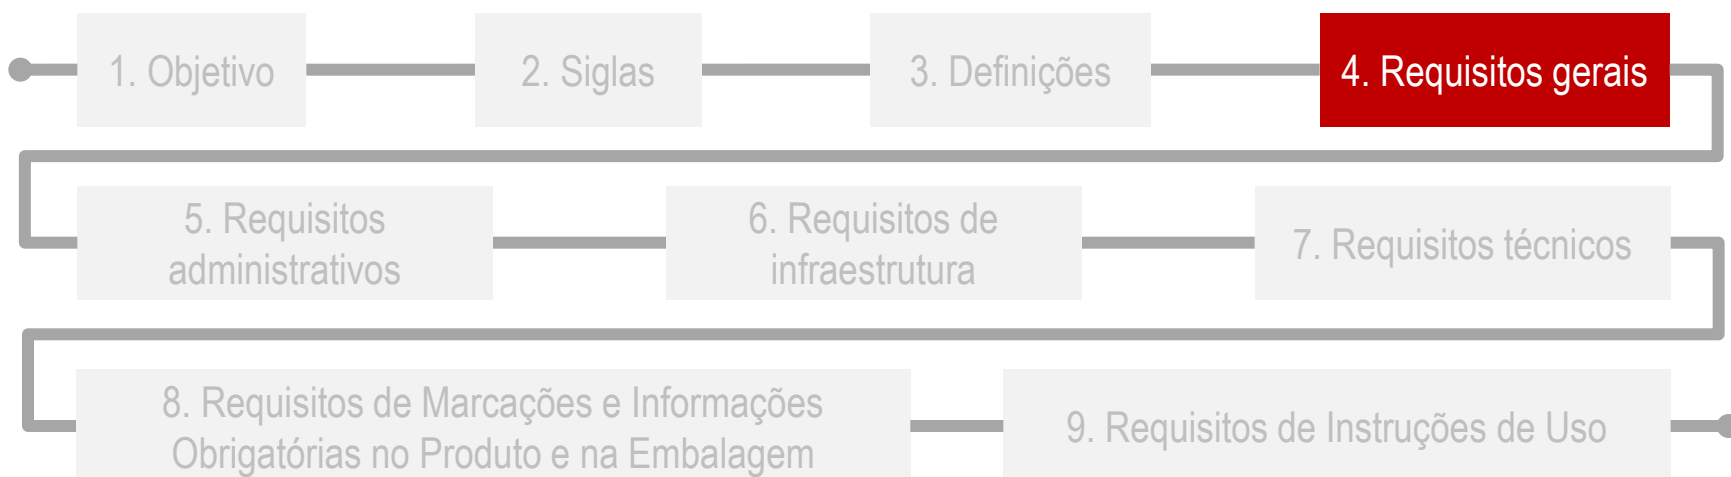 1. Objetivo
2. Siglas
3. Definições
4. Requisitos gerais
5. Requisitos
administrativos
6. Requisitos de
infraestrutura
7. Requisitos técnicos
8. Requisitos de Marcações e Informações
Obrigatórias no Produto e na Embalagem
9. Requisitos de Instruções de Uso